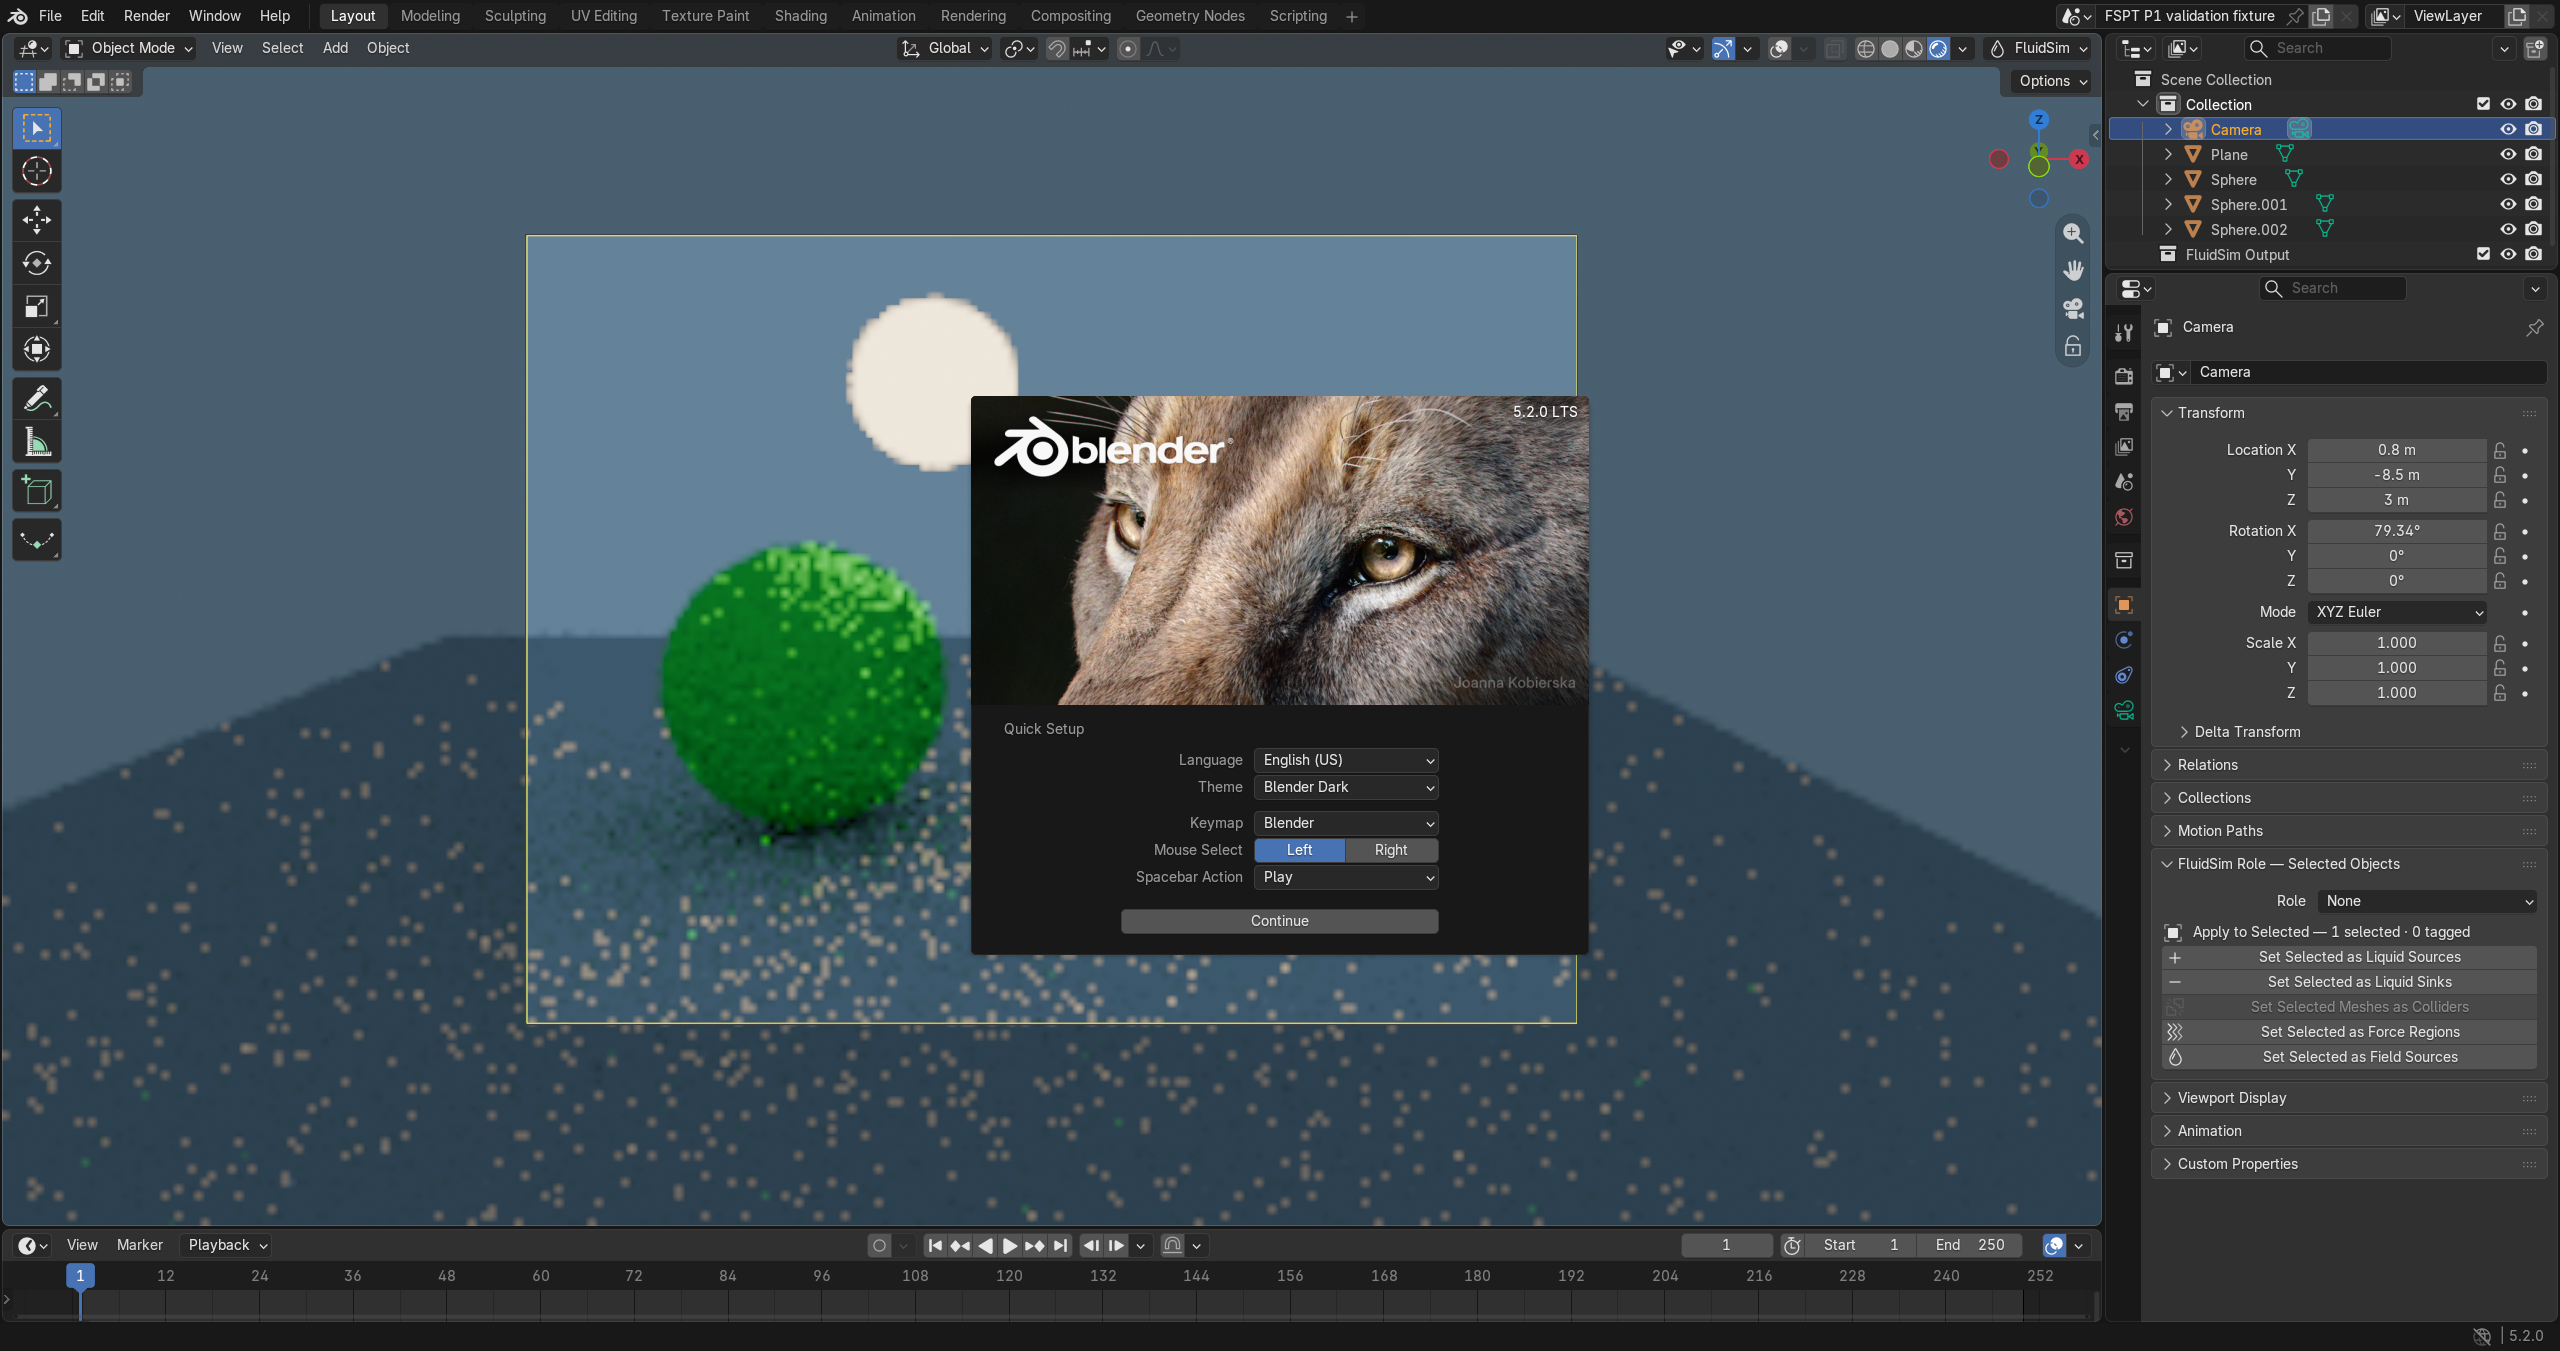 File Edit Render Window Help Layout Modeling Sculpting UV Editing Texture Paint Shading Animation Rendering Compositing Geometry Nodes Scripting FSPT P1 validation fixture ViewLayer
Object Mode View Select Add Object Global FluidSim Search
Options
Scene Collection
Collection
Camera
Plane
Sphere
Sphere.001
Sphere.002
FluidSim Output
Z
Y
X
Search
Camera
Camera
Transform
Location X 0.8 m
Y -8.5 m
Z 3 m
Rotation X 79.34°
Y 0°
Z 0°
Mode XYZ Euler
Scale X 1.000
Y 1.000
Z 1.000
Delta Transform
Relations
Collections
Motion Paths
FluidSim Role — Selected Objects
Role None
Apply to Selected — 1 selected · 0 tagged
Set Selected as Liquid Sources
Set Selected as Liquid Sinks
Set Selected Meshes as Colliders
Set Selected as Force Regions
Set Selected as Field Sources
Viewport Display
Animation
Custom Properties
5.2.0 LTS
blender®
Joanna Kobierska
Quick Setup
Language English (US)
Theme Blender Dark
Keymap Blender
Mouse Select Left Right
Spacebar Action Play
Continue
View Marker Playback 1 Start 1 End 250
1 12 24 36 48 60 72 84 96 108 120 132 144 156 168 180 192 204 216 228 240 252
5.2.0